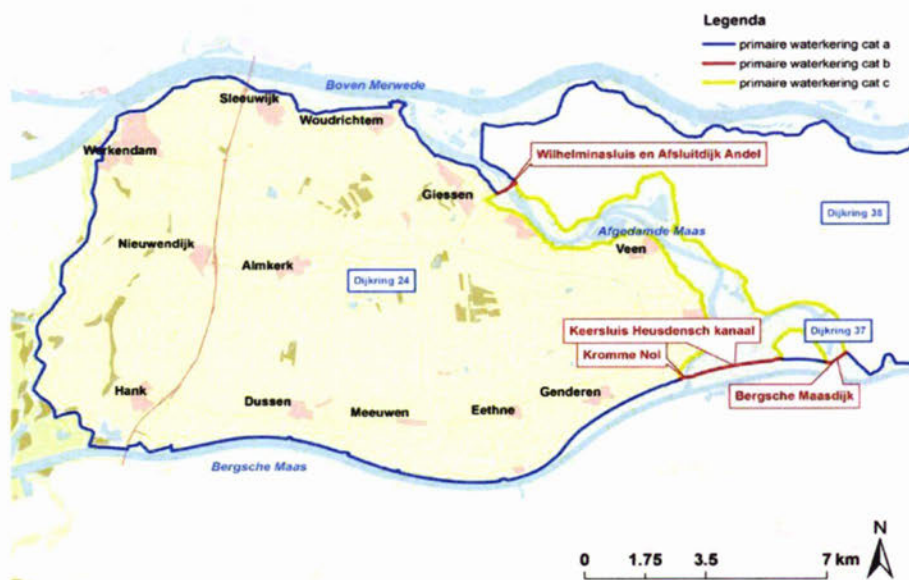 Legenda
primaire waterkering cat a
primaire waterkering cat b
primaire waterkering cat c
Boven Merwede
Sleeuwijk
Woudrichtem
Werkendam
Wilhelminasluis en Afsluitdijk Andel
Giessen
Dijkring 38
Afgedamde Maas
Nieuwendijk
Veen
Almkerk
Dijkring 24
Keersluis Heusdensch kanaal
Dijkring 37
Kromme Nol
Hank
Genderen
Bergsche Maasdijk
Dussen
Meeuwen
Eethne
Bergsche Maas
N
0 1.75 3.5 7 km